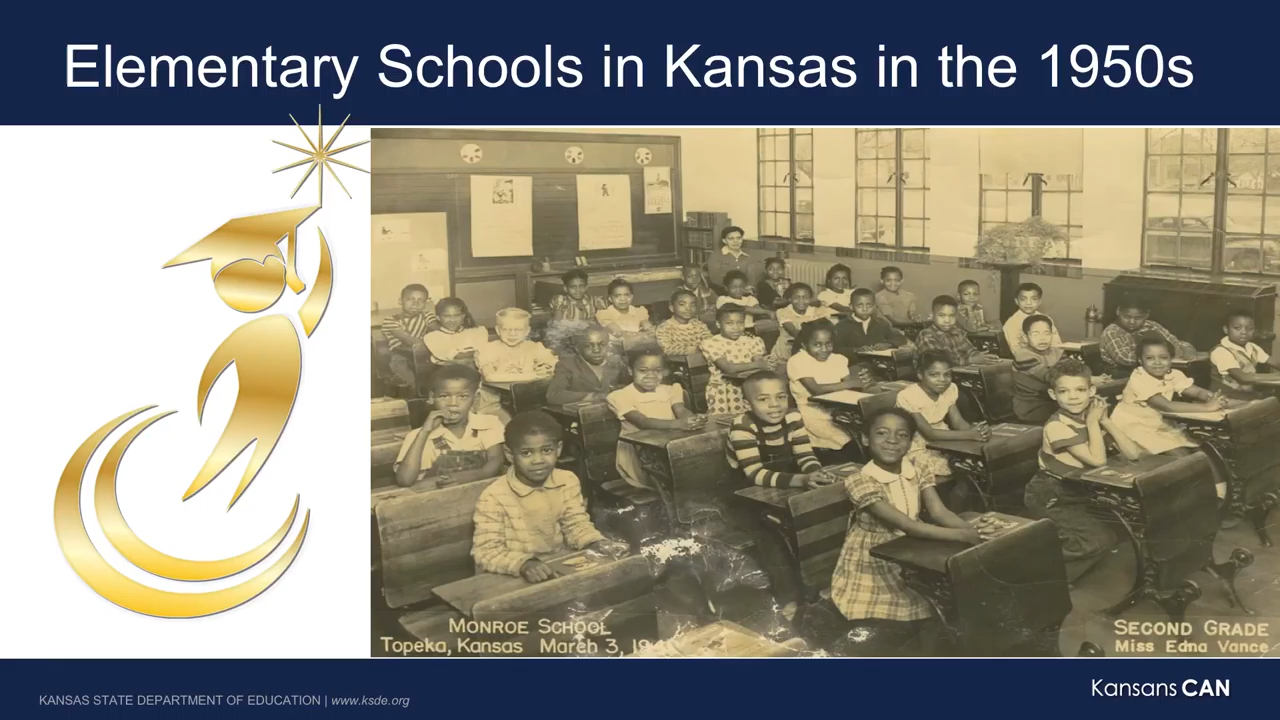 Elementary Schools in Kansas in the 1950s
MONROE SCHOOL
Topeka, Kansas March 3, 19
SECOND GRADE
Miss Edna Vance
KANSAS STATE DEPARTMENT OF EDUCATION | www.ksde.org
Kansans CAN